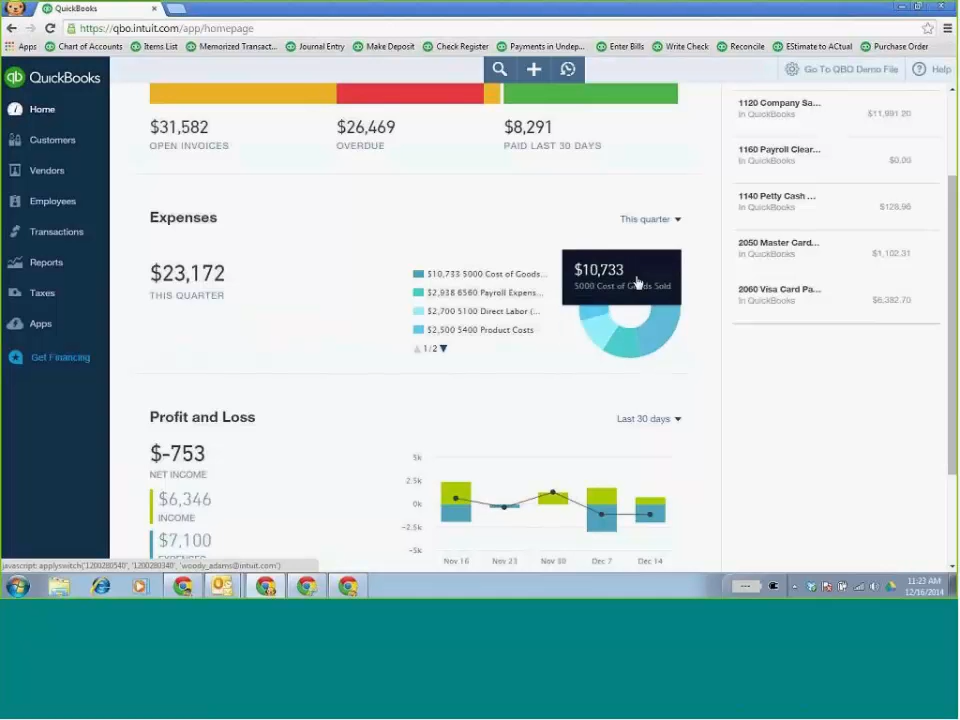 QuickBooks
https://qbo.intuit.com/app/homepage
Apps Chart of Accounts Items List Memorized Transact... Journal Entry Make Deposit Check Register Payments in Undep... Enter Bills Write Check Reconcile EStimate to ACtual Purchase Order
qb QuickBooks
Go To QBO Demo File ? Help
Home
Customers
Vendors
Employees
Transactions
Reports
Taxes
Apps
Get Financing
$31,582 $26,469 $8,291
OPEN INVOICES OVERDUE PAID LAST 30 DAYS
Expenses
This quarter
$23,172
THIS QUARTER
$10,733 5000 Cost of Goods...
$2,938 6560 Payroll Expens...
$2,700 5100 Direct Labor (...
$2,500 5400 Product Costs
1/2
$10,733
5000 Cost of Goods Sold
Profit and Loss
Last 30 days
$-753
NET INCOME
$6,346
INCOME
$7,100
EXPENSES
5k
2.5k
0k
-2.5k
-5k
Nov 16 Nov 23 Nov 30 Dec 7 Dec 14
1120 Company Sa...
In QuickBooks $11,991.20
1160 Payroll Clear...
In QuickBooks $0.00
1140 Petty Cash ...
In QuickBooks $128.96
2050 Master Card...
In QuickBooks $1,102.31
2060 Visa Card Pa...
In QuickBooks $6,382.70
javascript: applyswitch('1200280540', '1200280340', 'woody_adams@intuit.com')
11:23 AM
12/16/2014